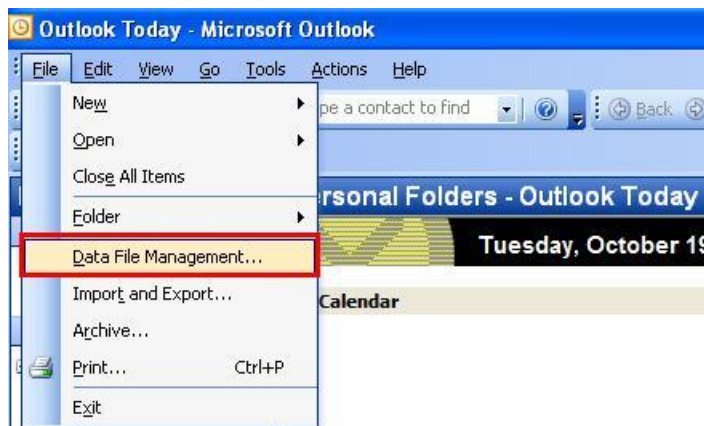 Outlook Today - Microsoft Outlook
File Edit View Go Tools Actions Help
New
pe a contact to find
Back
Open
Close All Items
Folder
rsonal Folders - Outlook Today
Data File Management...
Tuesday, October 19
Import and Export...
Calendar
Archive...
Print... Ctrl+P
Exit